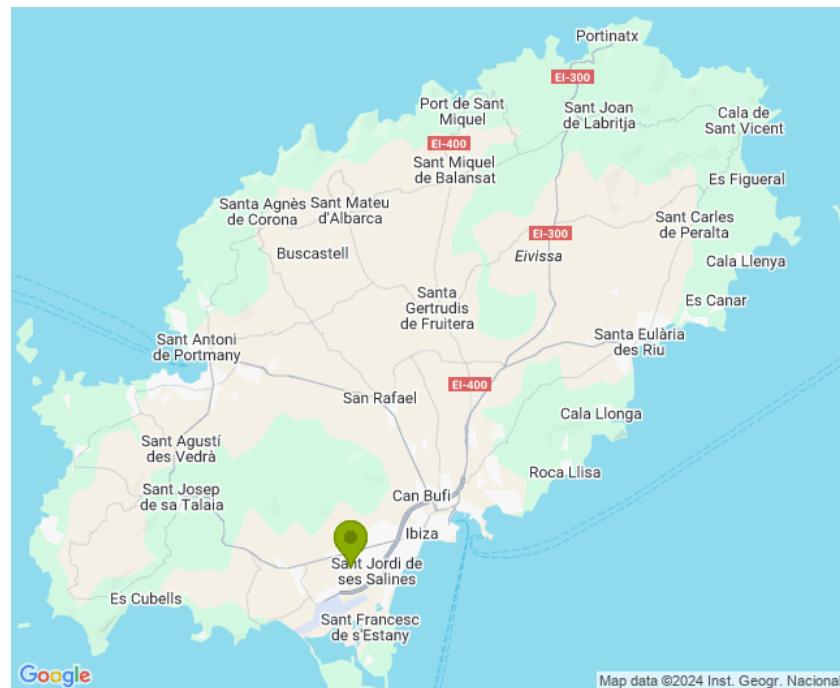 Portinatx
EI-300
Port de Sant
Miquel
Sant Joan
de Labritja
Cala de
Sant Vicent
EI-400
Sant Miquel
de Balansat
Es Figueral
Santa Agnès
de Corona
Sant Mateu
d'Albarca
Sant Carles
de Peralta
EI-300
Buscastell
Eivissa
Cala Llenya
Santa
Gertrudis
de Fruitera
Es Canar
Sant Antoni
de Portmany
Santa Eulària
des Riu
EI-400
San Rafael
Cala Llonga
Sant Agustí
des Vedrà
Roca Llisa
Sant Josep
de sa Talaia
Can Bufi
Ibiza
Sant Jordi de
ses Salines
Es Cubells
Sant Francesc
de s'Estany
Google
Map data ©2024 Inst. Geogr. Nacional